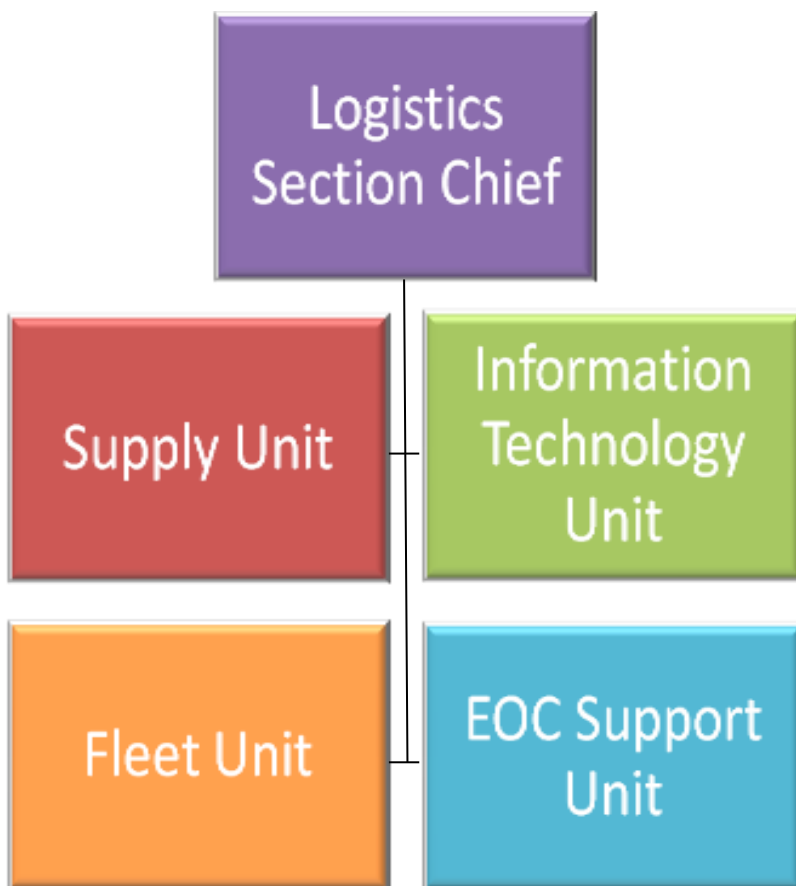 Logistics
Section Chief
Supply Unit
Information
Technology
Unit
Fleet Unit
EOC Support
Unit